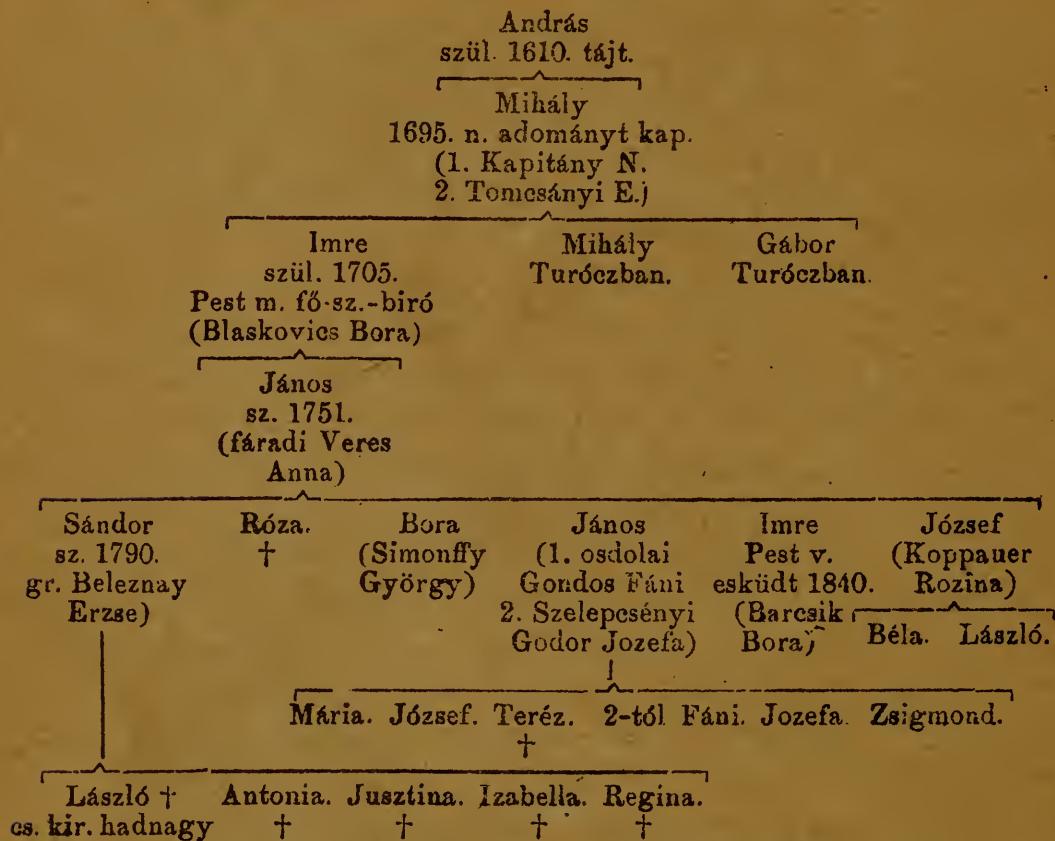 András
szül. 1610. tájt.
Mihály
1695. n. adományt kap.
(1. Kapitány N.
2. Tomcsányi E.)
Imre Mihály Gábor
szül. 1705. Turóczban. Turóczban.
Pest m. fő-sz.-biró
(Blaskovics Bora)
János
sz. 1751.
(fáradi Veres
Anna)
Sándor Róza. Bora János Imre József
sz. 1790. † (Simonffy (1. osdolai Pest v. (Koppauer
gr. Beleznay György) Gondos Fáni esküdt 1840. Rozina)
Erzse) 2. Szelepcsényi (Barcsik Béla. László.
Godor Jozefa) Bora)
Mária. József. Teréz. 2-tól Fáni. Jozefa. Zsigmond.
†
László † Antonia. Jusztina. Izabella. Regina.
cs. kir. hadnagy † † † †